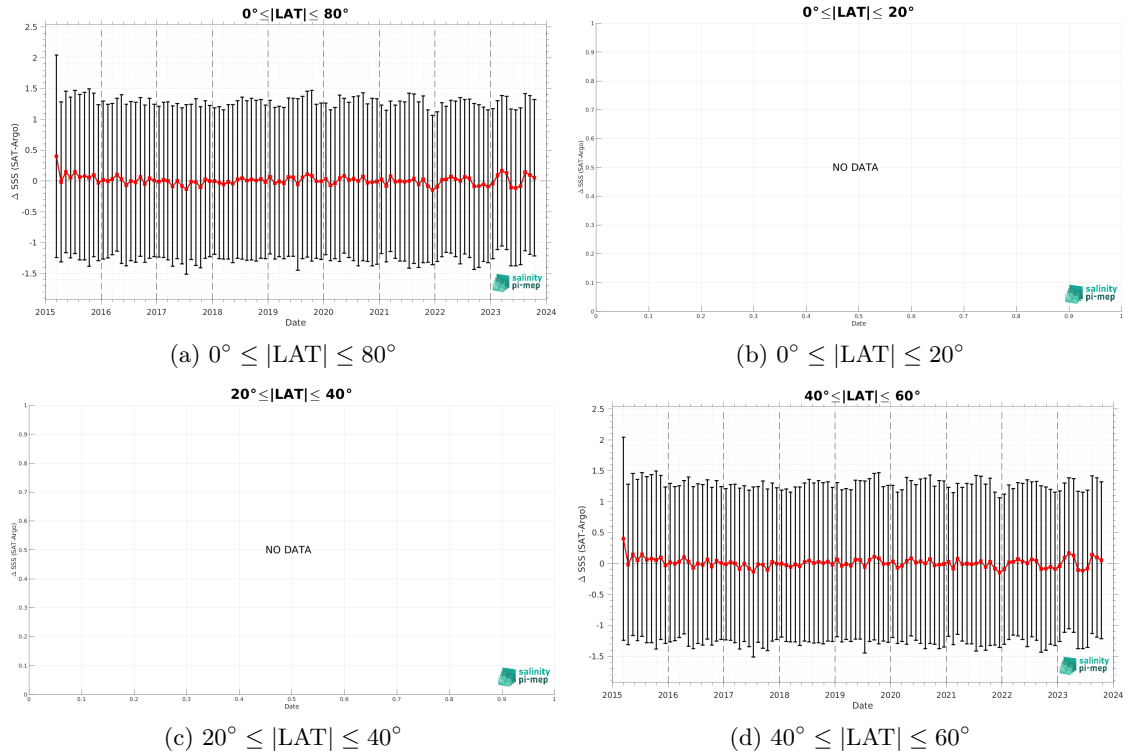 0°≤|LAT|≤ 80°
2.5
2
1.5
1
0.5
0
-0.5
-1
-1.5
Δ SSS (SAT-Argo)
2015 2016 2017 2018 2019 2020 2021 2022 2023 2024
Date
salinity
pi-mep
(a) 0° ≤ |LAT| ≤ 80°
0°≤|LAT|≤ 20°
1
0.9
0.8
0.7
0.6
0.5
0.4
0.3
0.2
0.1
0
Δ SSS (SAT-Argo)
NO DATA
0 0.1 0.2 0.3 0.4 0.5 0.6 0.7 0.8 0.9 1
Date
salinity
pi-mep
(b) 0° ≤ |LAT| ≤ 20°
20°≤|LAT|≤ 40°
1
0.9
0.8
0.7
0.6
0.5
0.4
0.3
0.2
0.1
0
Δ SSS (SAT-Argo)
NO DATA
0 0.1 0.2 0.3 0.4 0.5 0.6 0.7 0.8 0.9 1
Date
salinity
pi-mep
(c) 20° ≤ |LAT| ≤ 40°
40°≤|LAT|≤ 60°
2.5
2
1.5
1
0.5
0
-0.5
-1
-1.5
Δ SSS (SAT-Argo)
2015 2016 2017 2018 2019 2020 2021 2022 2023 2024
Date
salinity
pi-mep
(d) 40° ≤ |LAT| ≤ 60°